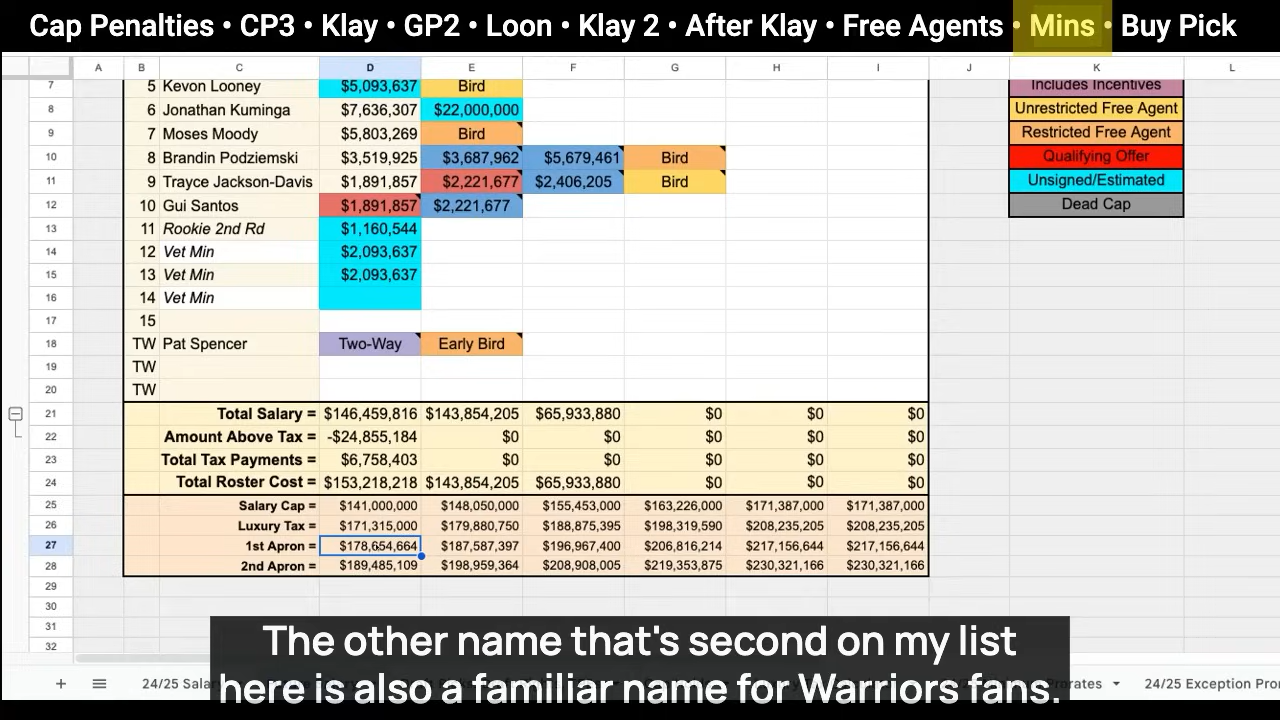 Cap Penalties • CP3 • Klay • GP2 • Loon • Klay 2 • After Klay • Free Agents • Mins • Buy Pick
A B C D E F G H I J K L
7 5 Kevon Looney $5,093,637 Bird Includes Incentives
8 6 Jonathan Kuminga $7,636,307 $22,000,000 Unrestricted Free Agent
9 7 Moses Moody $5,803,269 Bird Restricted Free Agent
10 8 Brandin Podziemski $3,519,925 $3,687,962 $5,679,461 Bird Qualifying Offer
11 9 Trayce Jackson-Davis $1,891,857 $2,221,677 $2,406,205 Bird Unsigned/Estimated
12 10 Gui Santos $1,891,857 $2,221,677 Dead Cap
13 11 Rookie 2nd Rd $1,160,544
14 12 Vet Min $2,093,637
15 13 Vet Min $2,093,637
16 14 Vet Min
17 15
18 TW Pat Spencer Two-Way Early Bird
19 TW
20 TW
21 Total Salary = $146,459,816 $143,854,205 $65,933,880 $0 $0 $0
22 Amount Above Tax = -$24,855,184 $0 $0 $0 $0 $0
23 Total Tax Payments = $6,758,403 $0 $0 $0 $0 $0
24 Total Roster Cost = $153,218,218 $143,854,205 $65,933,880 $0 $0 $0
25 Salary Cap = $141,000,000 $148,050,000 $155,453,000 $163,226,000 $171,387,000 $171,387,000
26 Luxury Tax = $171,315,000 $179,880,750 $188,875,395 $198,319,590 $208,235,205 $208,235,205
27 1st Apron = $178,654,664 $187,587,397 $196,967,400 $206,816,214 $217,156,644 $217,156,644
28 2nd Apron = $189,485,109 $198,959,364 $208,908,005 $219,353,875 $230,321,166 $230,321,166
29
30
31
32
The other name that's second on my list
here is also a familiar name for Warriors fans.
24/25 Prorates 24/25 Exception